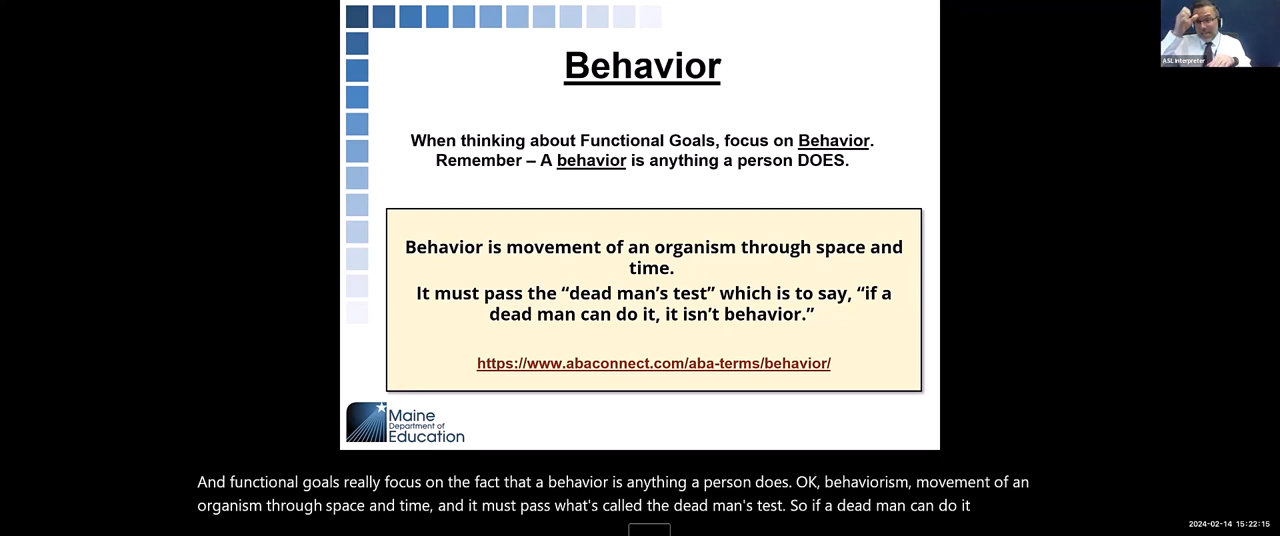 Behavior
When thinking about Functional Goals, focus on Behavior.
Remember – A behavior is anything a person DOES.
Behavior is movement of an organism through space and
time.
It must pass the “dead man’s test” which is to say, “if a
dead man can do it, it isn’t behavior.”
https://www.abaconnect.com/aba-terms/behavior/
Maine
Department of
Education
ASL Interpreter
And functional goals really focus on the fact that a behavior is anything a person does. OK, behaviorism, movement of an
organism through space and time, and it must pass what's called the dead man's test. So if a dead man can do it
2024-02-14 15:22:15